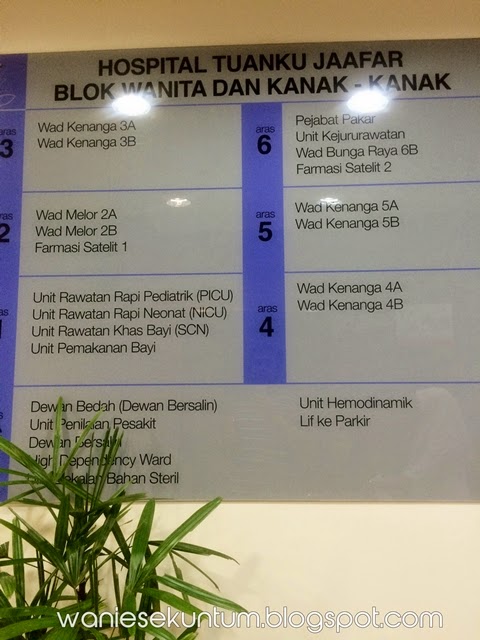 HOSPITAL TUANKU JAAFAR
BLOK WANITA DAN KANAK - KANAK
3
Wad Kenanga 3A
Wad Kenanga 3B
2
Wad Melor 2A
Wad Melor 2B
Farmasi Satelit 1
Unit Rawatan Rapi Pediatrik (PICU)
Unit Rawatan Rapi Neonat (NiCU)
Unit Rawatan Khas Bayi (SCN)
Unit Pemakanan Bayi
Dewan Bedah (Dewan Bersalin)
Unit Penilaian Pesakit
Dewan Bersalin
High Dependency Ward
Bahan Steril
aras
6
Pejabat Pakar
Unit Kejururawatan
Wad Bunga Raya 6B
Farmasi Satelit 2
aras
5
Wad Kenanga 5A
Wad Kenanga 5B
aras
4
Wad Kenanga 4A
Wad Kenanga 4B
Unit Hemodinamik
Lif ke Parkir
waniesekuntum.blogspot.com